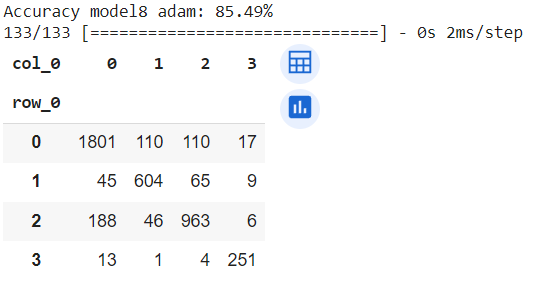 Accuracy model8 adam: 85.49%
133/133 [==============================] - 0s 2ms/step
col_0 0 1 2 3
row_0
0 1801 110 110 17
1 45 604 65 9
2 188 46 963 6
3 13 1 4 251